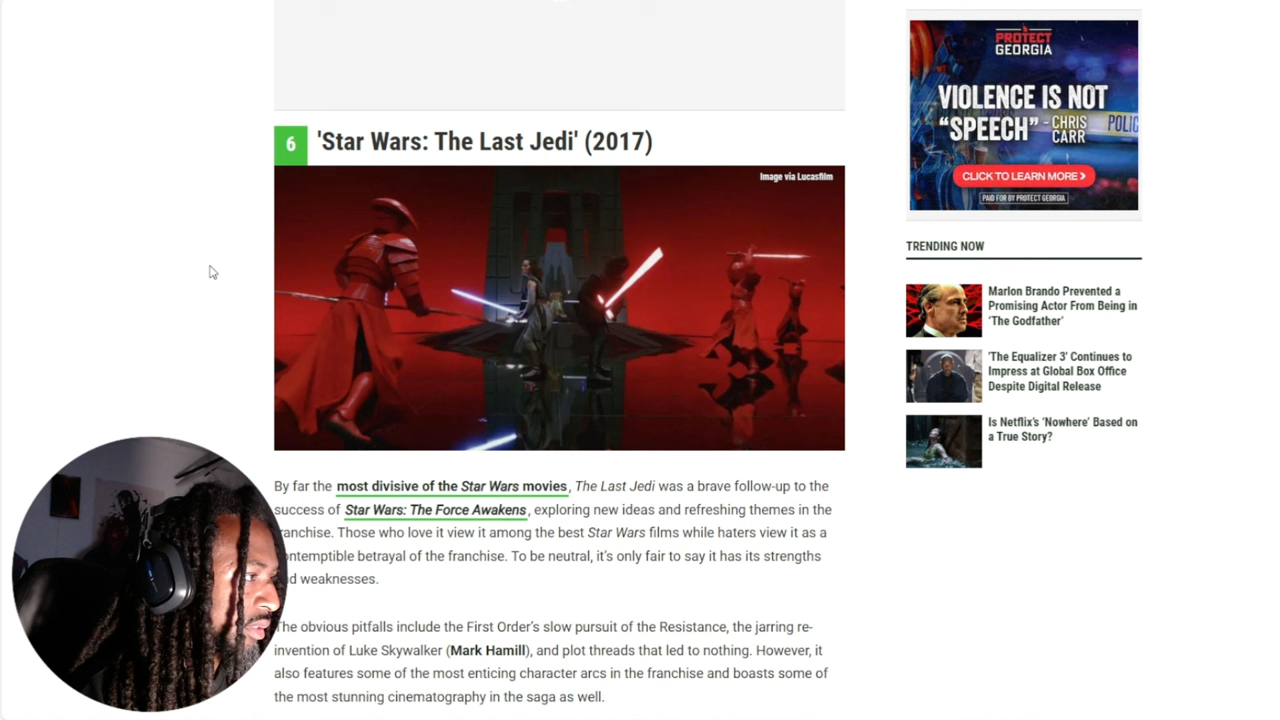 6
'Star Wars: The Last Jedi' (2017)
Image via Lucasfilm
By far the most divisive of the Star Wars movies, The Last Jedi was a brave follow-up to the
success of Star Wars: The Force Awakens, exploring new ideas and refreshing themes in the
ranchise. Those who love it view it among the best Star Wars films while haters view it as a
ontemptible betrayal of the franchise. To be neutral, it's only fair to say it has its strengths
d weaknesses.
The obvious pitfalls include the First Order's slow pursuit of the Resistance, the jarring re-
invention of Luke Skywalker (Mark Hamill), and plot threads that led to nothing. However, it
also features some of the most enticing character arcs in the franchise and boasts some of
the most stunning cinematography in the saga as well.
PROTECT
GEORGIA
VIOLENCE IS NOT
"SPEECH" - CHRIS
CARR
POLIC
CLICK TO LEARN MORE >
PAID FOR BY PROTECT GEORGIA
TRENDING NOW
Marlon Brando Prevented a
Promising Actor From Being in
'The Godfather'
'The Equalizer 3' Continues to
Impress at Global Box Office
Despite Digital Release
Is Netflix's 'Nowhere' Based on
a True Story?